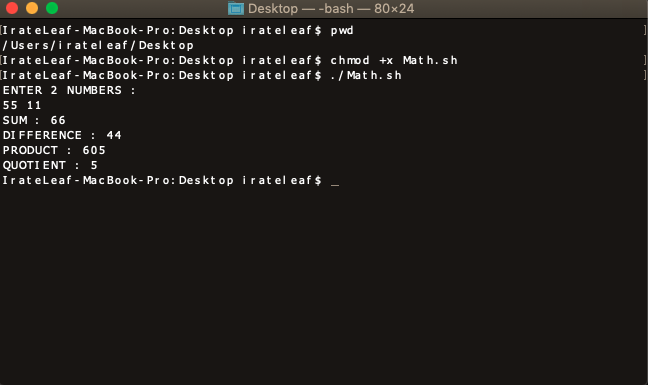 Desktop — -bash — 80×24
[IrateLeaf-MacBook-Pro:Desktop irateleaf$ pwd ]
/Users/irateleaf/Desktop
[IrateLeaf-MacBook-Pro:Desktop irateleaf$ chmod +x Math.sh ]
[IrateLeaf-MacBook-Pro:Desktop irateleaf$ ./Math.sh ]
ENTER 2 NUMBERS :
55 11
SUM : 66
DIFFERENCE : 44
PRODUCT : 605
QUOTIENT : 5
IrateLeaf-MacBook-Pro:Desktop irateleaf$ _